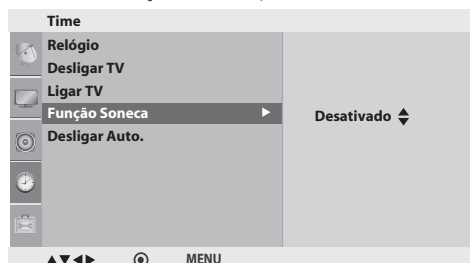 Time
Relógio
Desligar TV
Ligar TV
Função Soneca
Desativado
Desligar Auto.
MENU